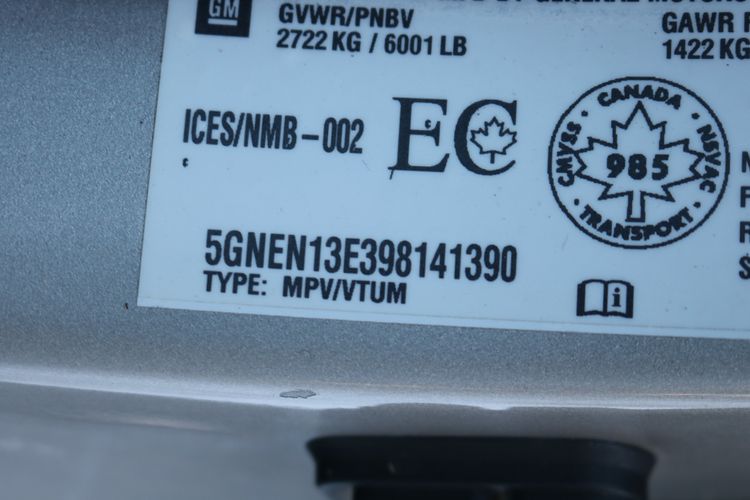 GM
GVWR/PNBV
2722 KG / 6001 LB
1422 KG
ICES/NMB-002
EC
CANADA
CMVSS
NSVAC
985
TRANSPORT
5GNEN13E398141390
TYPE: MPV/VTUM
i